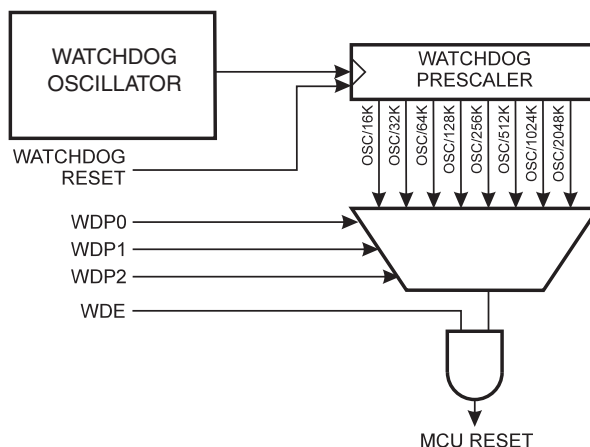 WATCHDOG
OSCILLATOR
WATCHDOG
PRESCALER
WATCHDOG
RESET
OSC/16K
OSC/32K
OSC/64K
OSC/128K
OSC/256K
OSC/512K
OSC/1024K
OSC/2048K
WDP0
WDP1
WDP2
WDE
MCU RESET